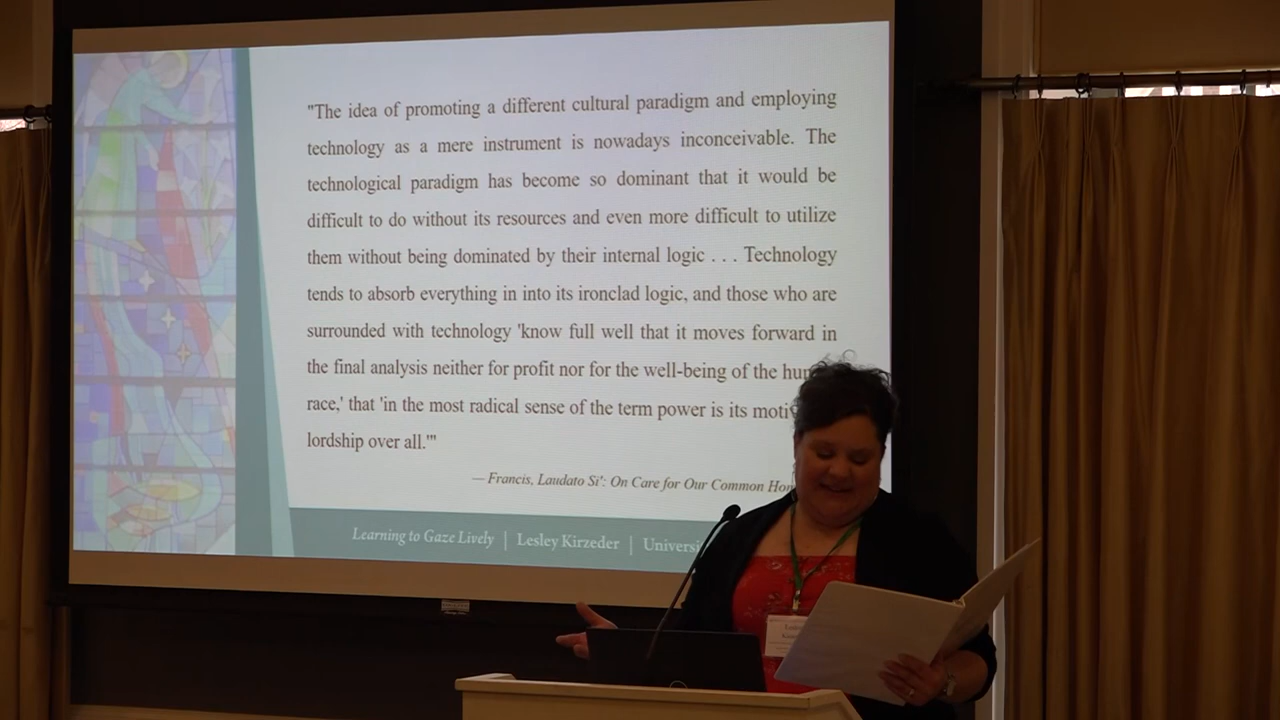 "The idea of promoting a different cultural paradigm and employing
technology as a mere instrument is nowadays inconceivable. The
technological paradigm has become so dominant that it would be
difficult to do without its resources and even more difficult to utilize
them without being dominated by their internal logic . . . Technology
tends to absorb everything in into its ironclad logic, and those who are
surrounded with technology 'know full well that it moves forward in
the final analysis neither for profit nor for the well-being of the
race,' that 'in the most radical sense of the term power is its
lordship over all.'"
— Francis, Laudato Si': On Care for Our Common
Learning to Gaze Lively | Lesley Kirzeder |